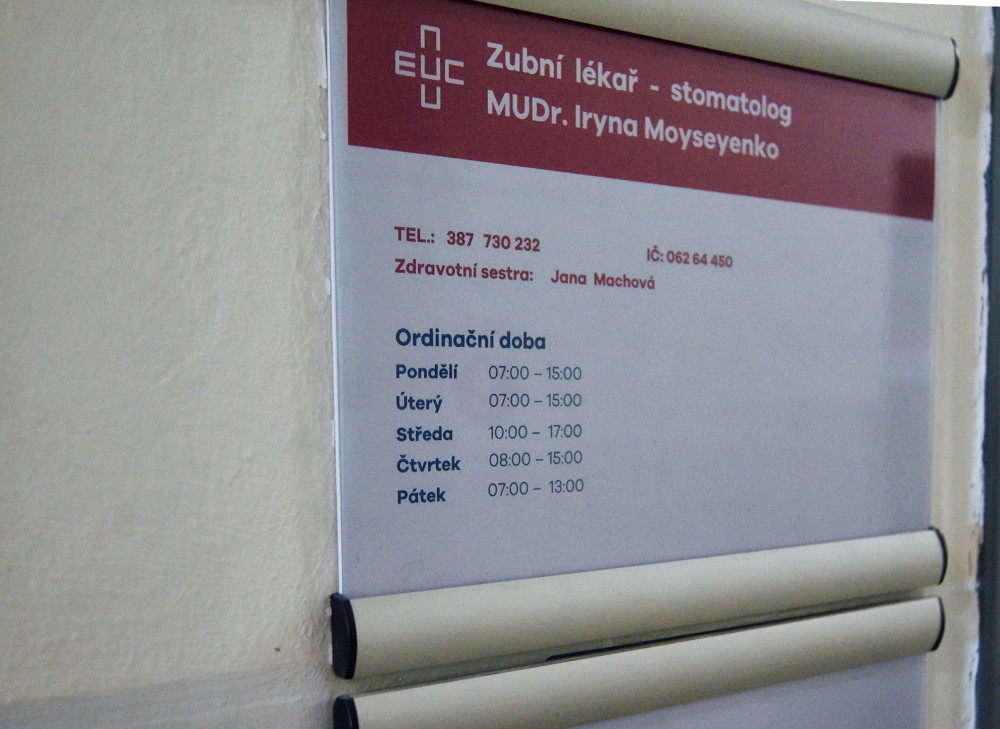 EUC
Zubní lékař - stomatolog
MUDr. Iryna Moyseyenko
TEL.: 387 730 232
IČ: 062 64 450
Zdravotní sestra: Jana Machová
Ordinační doba
Pondělí 07:00 – 15:00
Úterý 07:00 – 15:00
Středa 10:00 – 17:00
Čtvrtek 08:00 – 15:00
Pátek 07:00 – 13:00